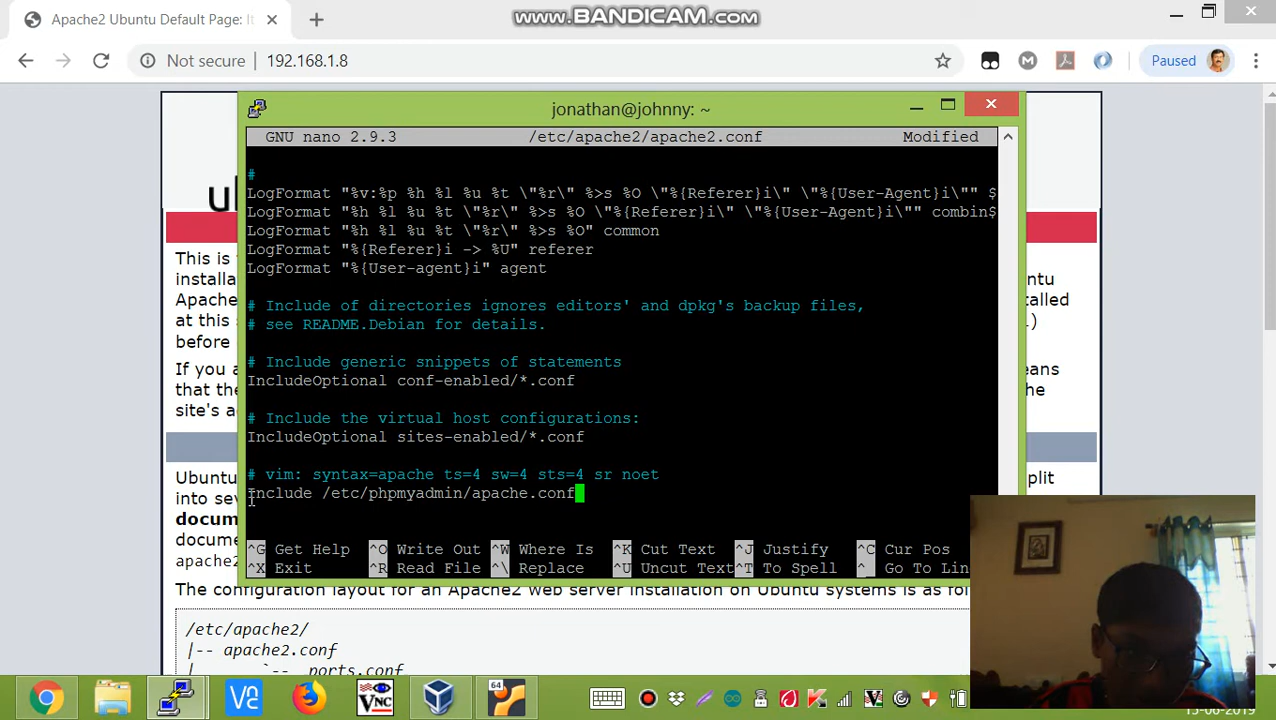 Apache2 Ubuntu Default Page: It
www.BANDICAM.com
Not secure
192.168.1.8
Paused
jonathan@johnny: ~
GNU nano 2.9.3 /etc/apache2/apache2.conf Modified
#
LogFormat "%v:%p %h %l %u %t \"%r\" %>s %O \"%{Referer}i\" \"%{User-Agent}i\"" $
LogFormat "%h %l %u %t \"%r\" %>s %O \"%{Referer}i\" \"%{User-Agent}i\"" combin$
LogFormat "%h %l %u %t \"%r\" %>s %O" common
LogFormat "%{Referer}i -> %U" referer
LogFormat "%{User-agent}i" agent
# Include of directories ignores editors' and dpkg's backup files,
# see README.Debian for details.
# Include generic snippets of statements
IncludeOptional conf-enabled/*.conf
# Include the virtual host configurations:
IncludeOptional sites-enabled/*.conf
# vim: syntax=apache ts=4 sw=4 sts=4 sr noet
Include /etc/phpmyadmin/apache.conf
^G Get Help ^O Write Out ^W Where Is ^K Cut Text ^J Justify ^C Cur Pos
^X Exit ^R Read File ^\ Replace ^U Uncut Text ^T To Spell ^_ Go To Lin
This is
installa
Apache
at this s
before
If you a
that the
site's a
Ubuntu
into sev
docum
docume
apache2
untu
talled
1)
eans
he
split
The configuration layout for an Apache2 web server installation on Ubuntu systems is as fo
/etc/apache2/
|-- apache2.conf
| `-- ports.conf
VE
VNC
64
15-06-2019